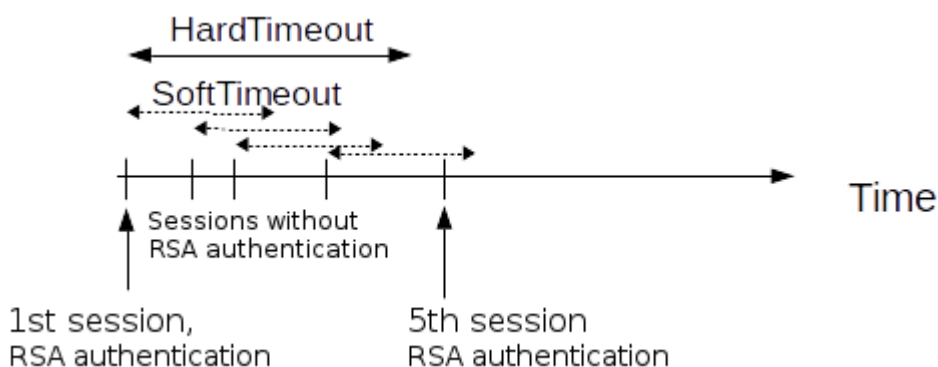 HardTimeout
SoftTimeout
Time
Sessions without
RSA authentication
1st session,
RSA authentication
5th session
RSA authentication